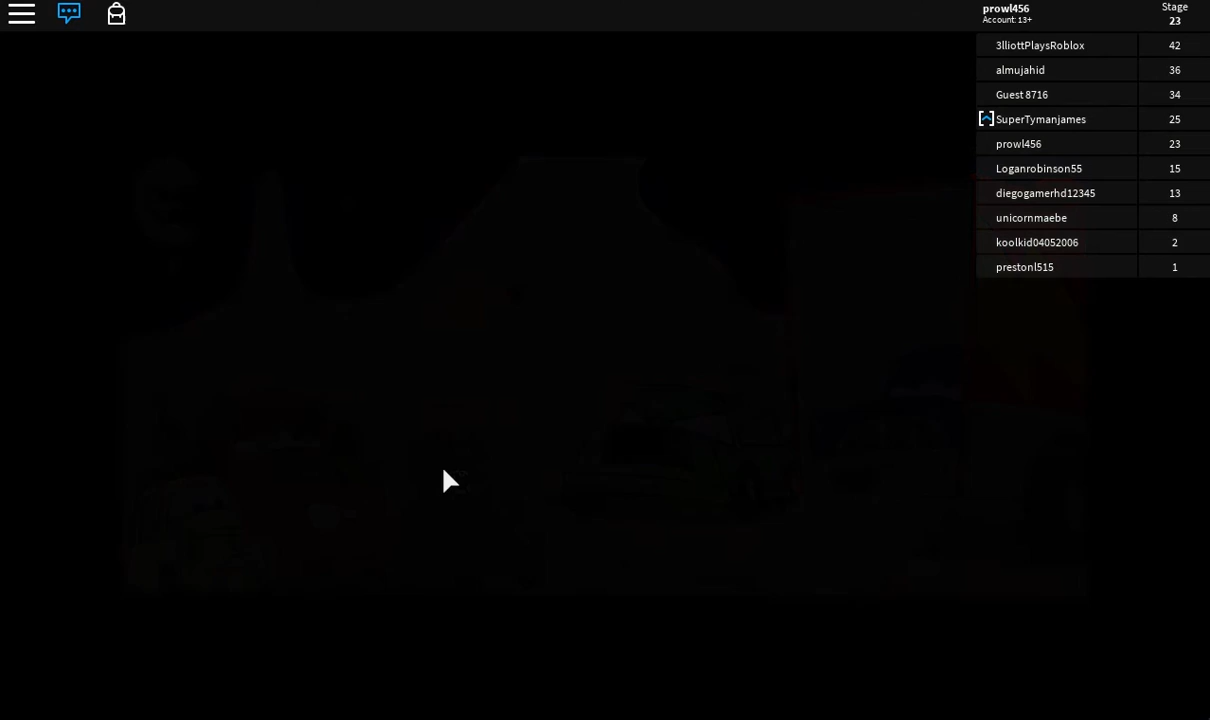 prowl456 Stage
Account: 13+ 23
3lliottPlaysRoblox 42
almujahid 36
Guest 8716 34
SuperTymanjames 25
prowl456 23
Loganrobinson55 15
diegogamerhd12345 13
unicornmaebe 8
koolkid04052006 2
prestonl515 1